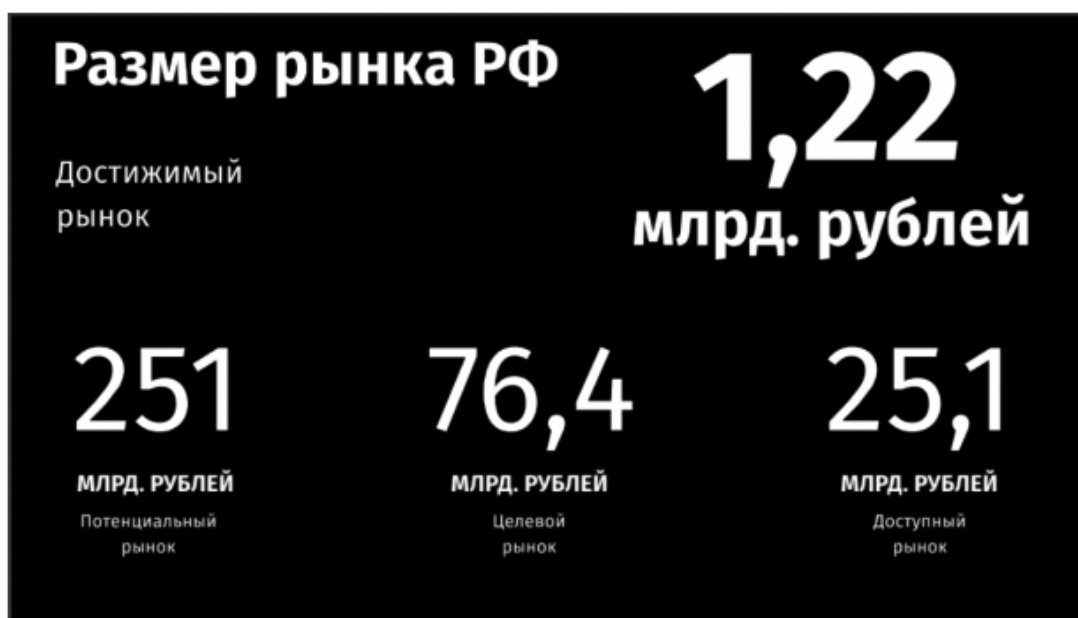 Размер рынка РФ
1,22
млрд. рублей
Достижимый
рынок
251
МЛРД. РУБЛЕЙ
Потенциальный
рынок
76,4
МЛРД. РУБЛЕЙ
Целевой
рынок
25,1
МЛРД. РУБЛЕЙ
Доступный
рынок